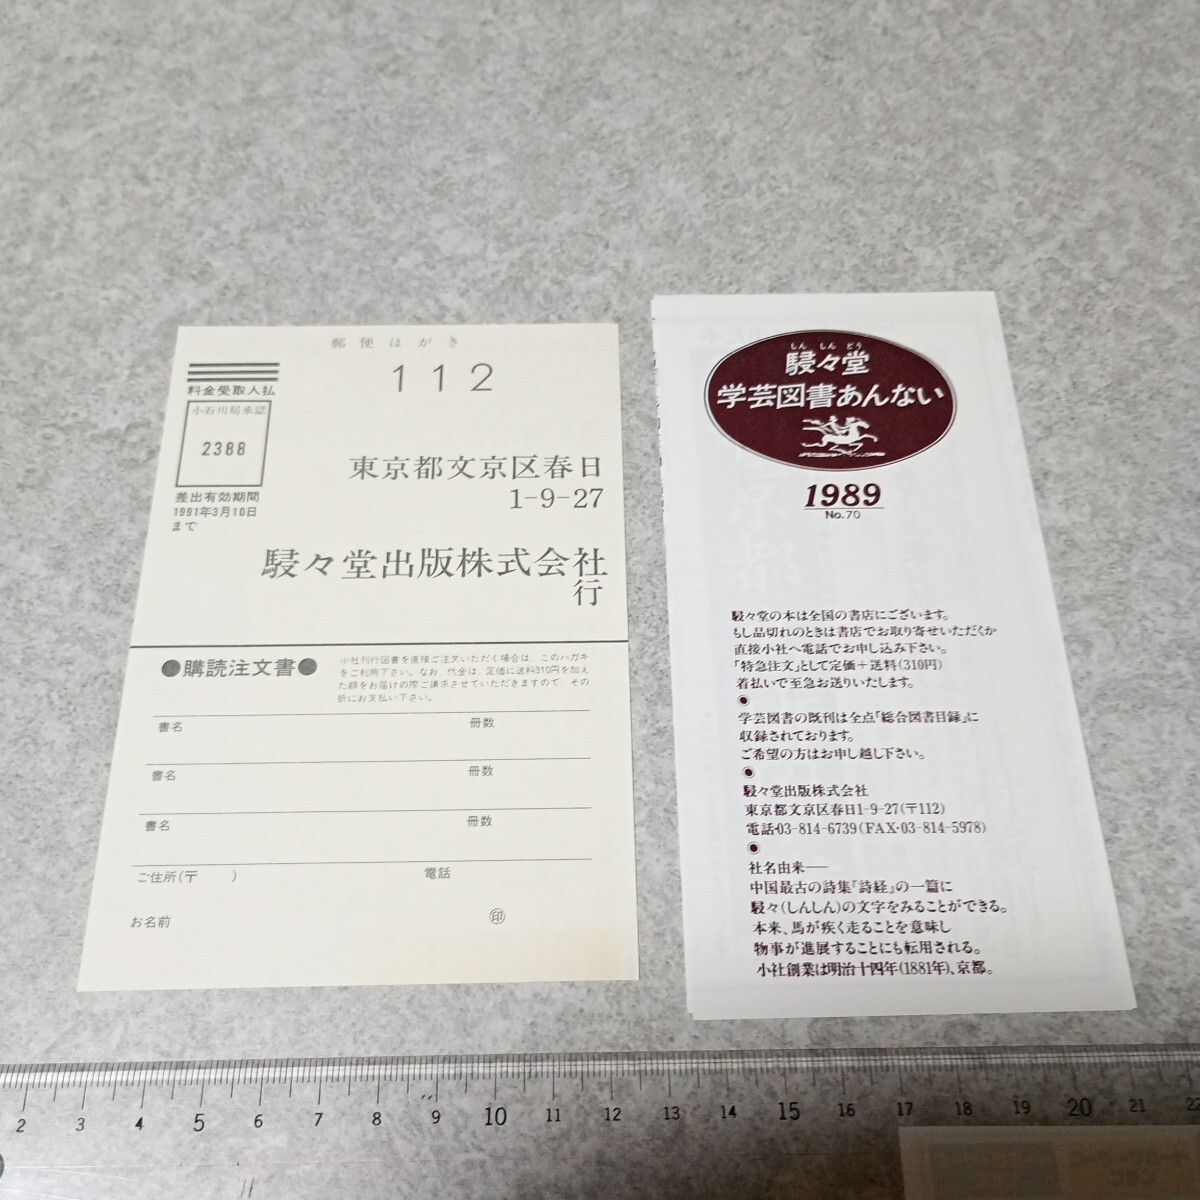 郵便はがき
112
料金受取人払
小石川局承認
2388
差出有効期間
1991年3月10日
まで
東京都文京区春日
1-9-27
駸々堂出版株式会社
行
●購読注文書●
小社刊行図書を直接ご注文いただく場合は、このハガキ
をご利用下さい。なお、代金は、定価に送料310円を加え
た額をお届けの際ご請求させていただきますので、その
折にお支払い下さい。
書名 冊数
書名 冊数
書名 冊数
ご住所(〒 ) 電話
お名前 ㊞
しんしんどう
駸々堂
学芸図書あんない
1989
No.70
駸々堂の本は全国の書店にございます。
もし品切れのときは書店でお取り寄せいただくか
直接小社へ電話でお申し込み下さい。
「特急注文」として定価+送料(310円)
着払いで至急お送りいたします。
◉
学芸図書の既刊は全点「総合図書目録」に
収録されております。
ご希望の方はお申し越し下さい。
◉
駸々堂出版株式会社
東京都文京区春日1-9-27(〒112)
電話・03-814-6739(FAX・03-814-5978)
◉
社名由来――
中国最古の詩集『詩経』の一篇に
駸々(しんしん)の文字をみることができる。
本来、馬が疾く走ることを意味し
物事が進展することにも転用される。
小社創業は明治十四年(1881年)、京都。
2 3 4 5 6 7 8 9 10 11 12 13 14 15 16 17 18 19 20 21 22